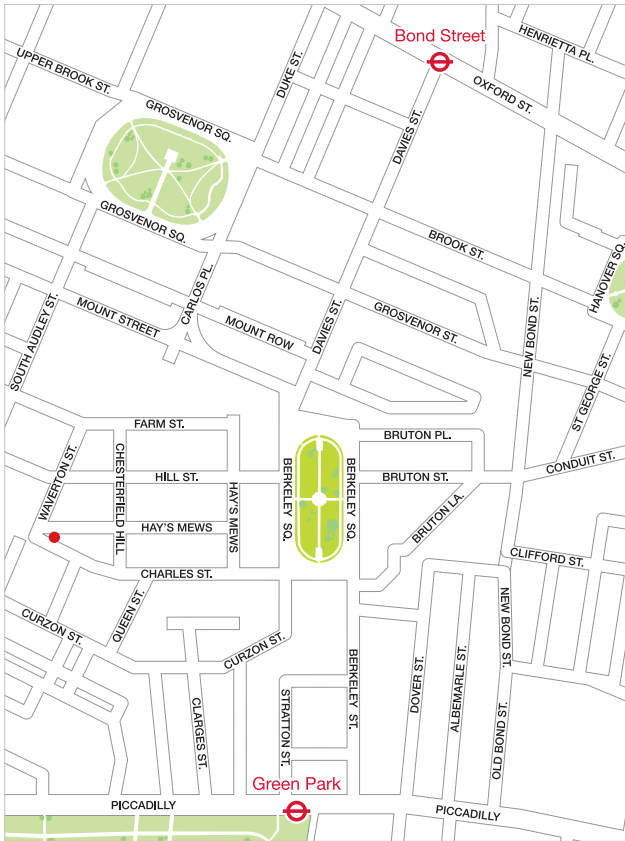 Bond Street
HENRIETTA PL.
UPPER BROOK ST.
DUKE ST.
OXFORD ST.
GROSVENOR SQ.
DAVIES ST.
GROSVENOR SQ.
BROOK ST.
HANOVER SQ.
CARLOS PL.
MOUNT STREET
MOUNT ROW
DAVIES ST.
GROSVENOR ST.
NEW BOND ST.
SOUTH AUDLEY ST.
ST GEORGE ST.
FARM ST.
BRUTON PL.
WAVERTON ST.
CHESTERFIELD HILL
HILL ST.
HAY'S MEWS
BERKELEY SQ.
BERKELEY SQ.
BRUTON ST.
CONDUIT ST.
BRUTON LA.
HAY'S MEWS
CLIFFORD ST.
CHARLES ST.
QUEEN ST.
CURZON ST.
CURZON ST.
NEW BOND ST.
BERKELEY ST.
DOVER ST.
ALBEMARLE ST.
CLARGES ST.
STRATTON ST.
OLD BOND ST.
Green Park
PICCADILLY
PICCADILLY